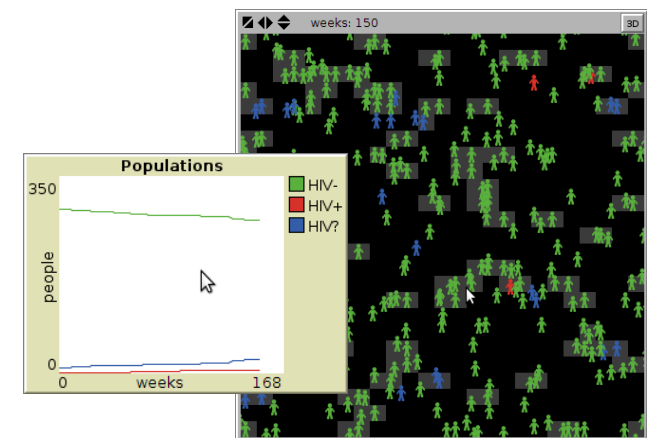 weeks: 150
3D
Populations
350
people
0
0
weeks
168
HIV-
HIV+
HIV?